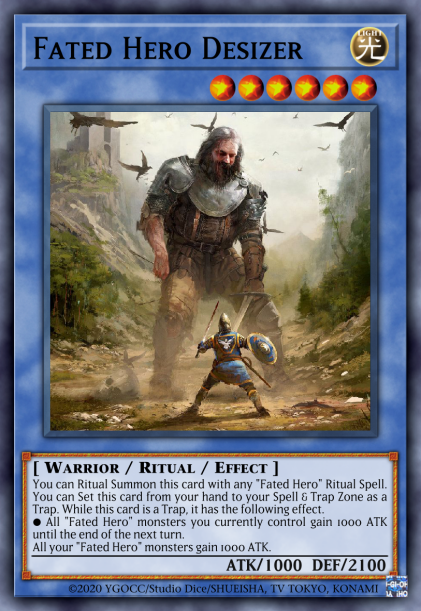 Fated Hero Desizer
LIGHT
光
[ Warrior / Ritual / Effect ]
You can Ritual Summon this card with any "Fated Hero" Ritual Spell.
You can Set this card from your hand to your Spell & Trap Zone as a
Trap. While this card is a Trap, it has the following effect.
● All "Fated Hero" monsters you currently control gain 1000 ATK
until the end of the next turn.
All your "Fated Hero" monsters gain 1000 ATK.
ATK/1000 DEF/2100
©2020 YGOCC/Studio Dice/SHUEISHA, TV TOKYO, KONAMI